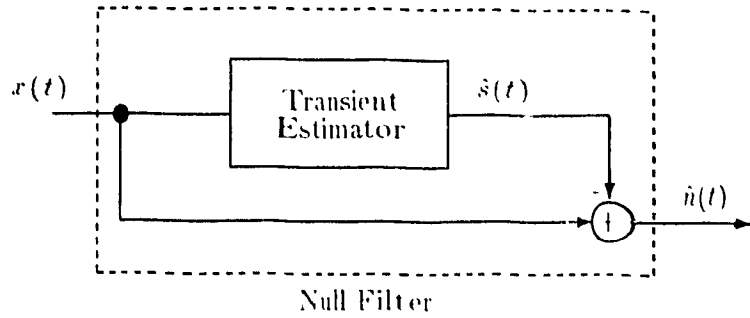 x(t)
Transient
Estimator
ŝ(t)
-
+
n̂(t)
Null Filter